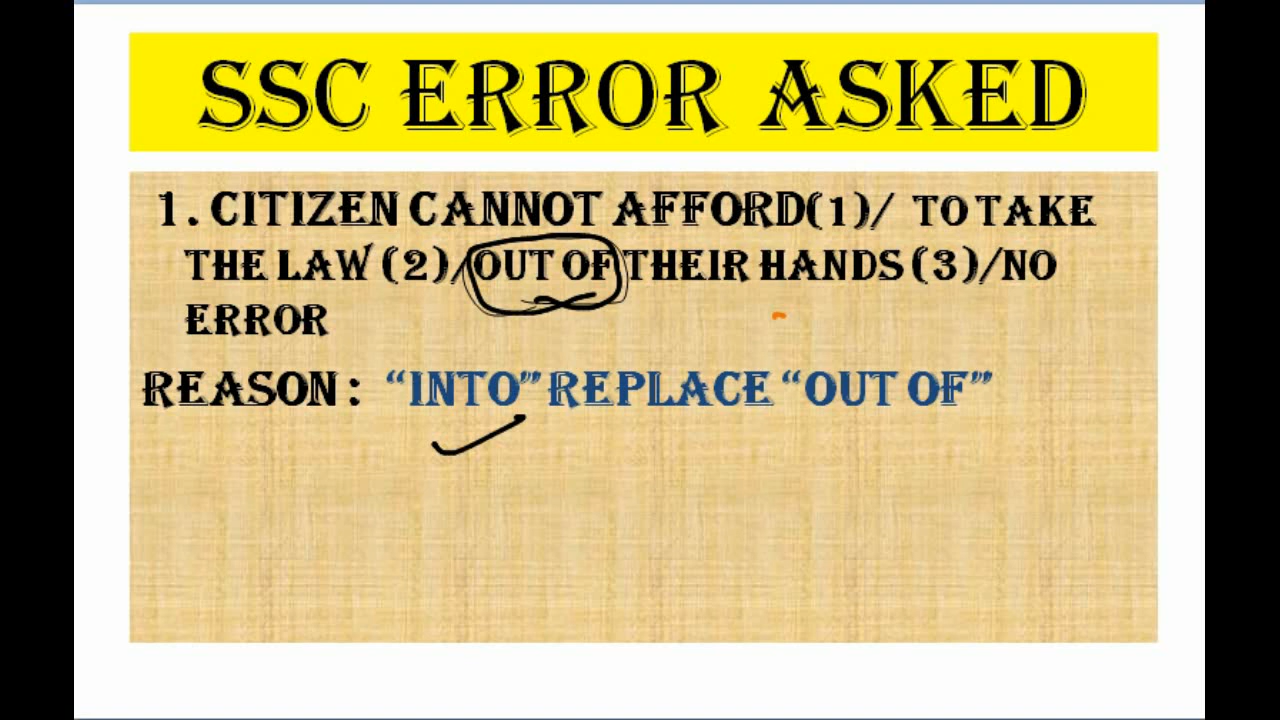 SSC ERROR ASKED
1. CITIZEN CANNOT AFFORD(1)/ TO TAKE
THE LAW (2)/OUT OF THEIR HANDS (3)/NO
ERROR
REASON : “INTO'” REPLACE “OUT OF'”